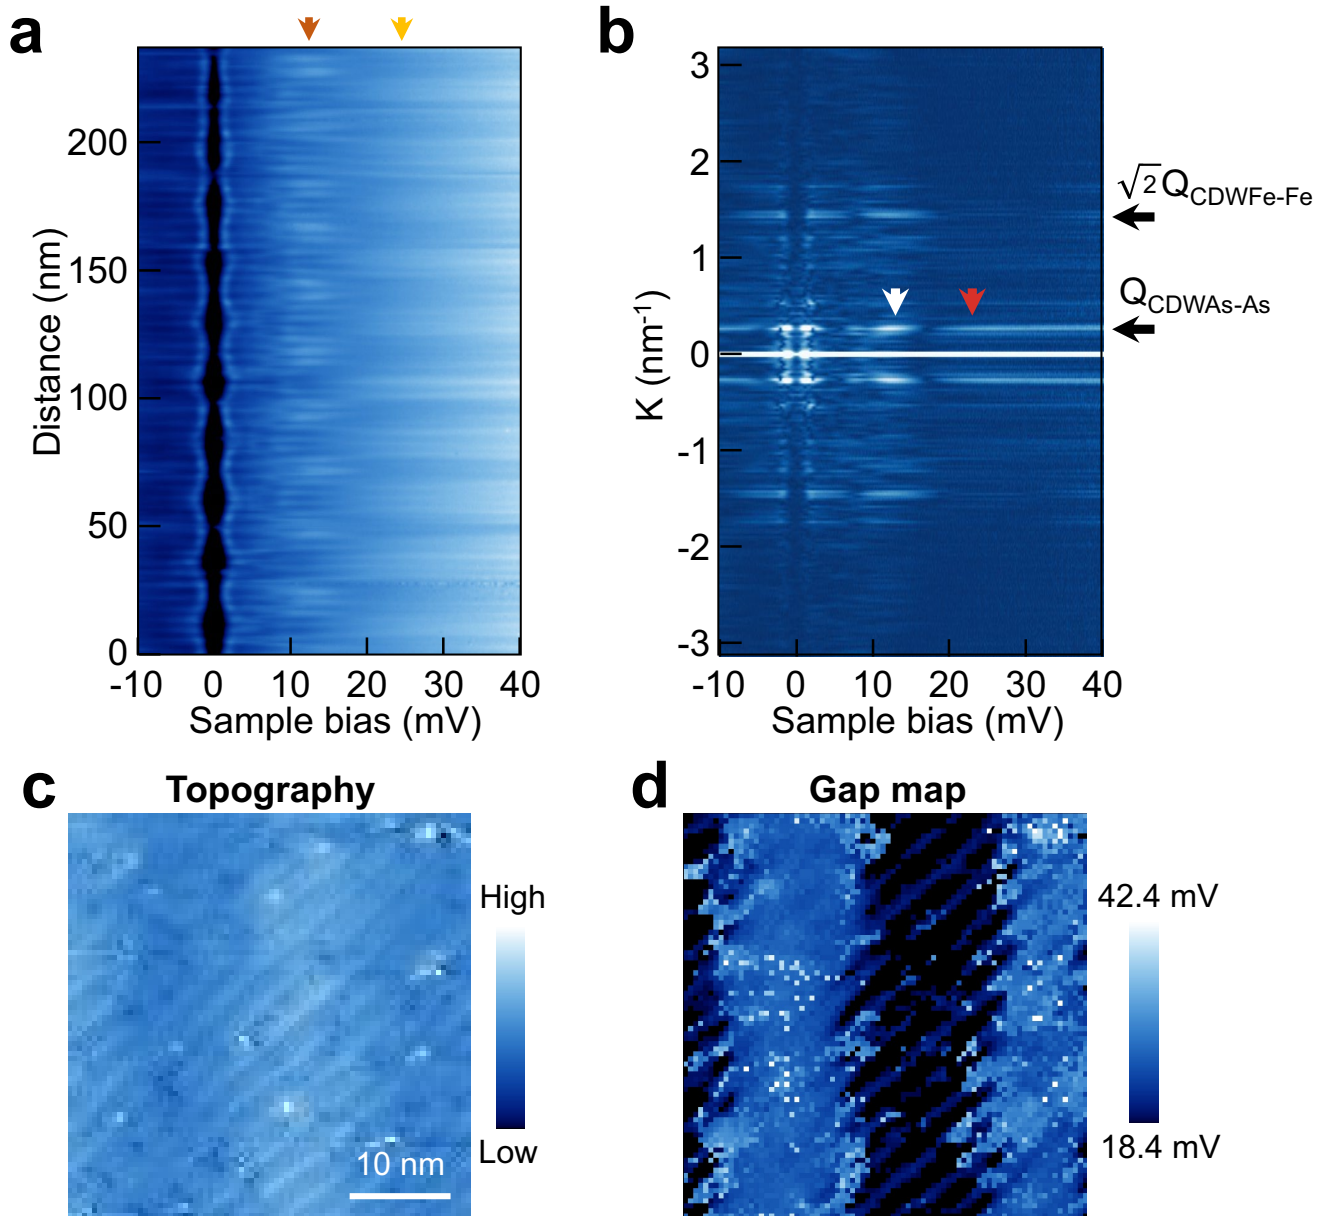 a
Distance (nm)
200
150
100
50
0
-10 0 10 20 30 40
Sample bias (mV)
b
K (nm-1)
3
2
1
0
-1
-2
-3
-10 0 10 20 30 40
Sample bias (mV)
√2QCDWFe-Fe
QCDWAs-As
c
Topography
High
Low
10 nm
d
Gap map
42.4 mV
18.4 mV